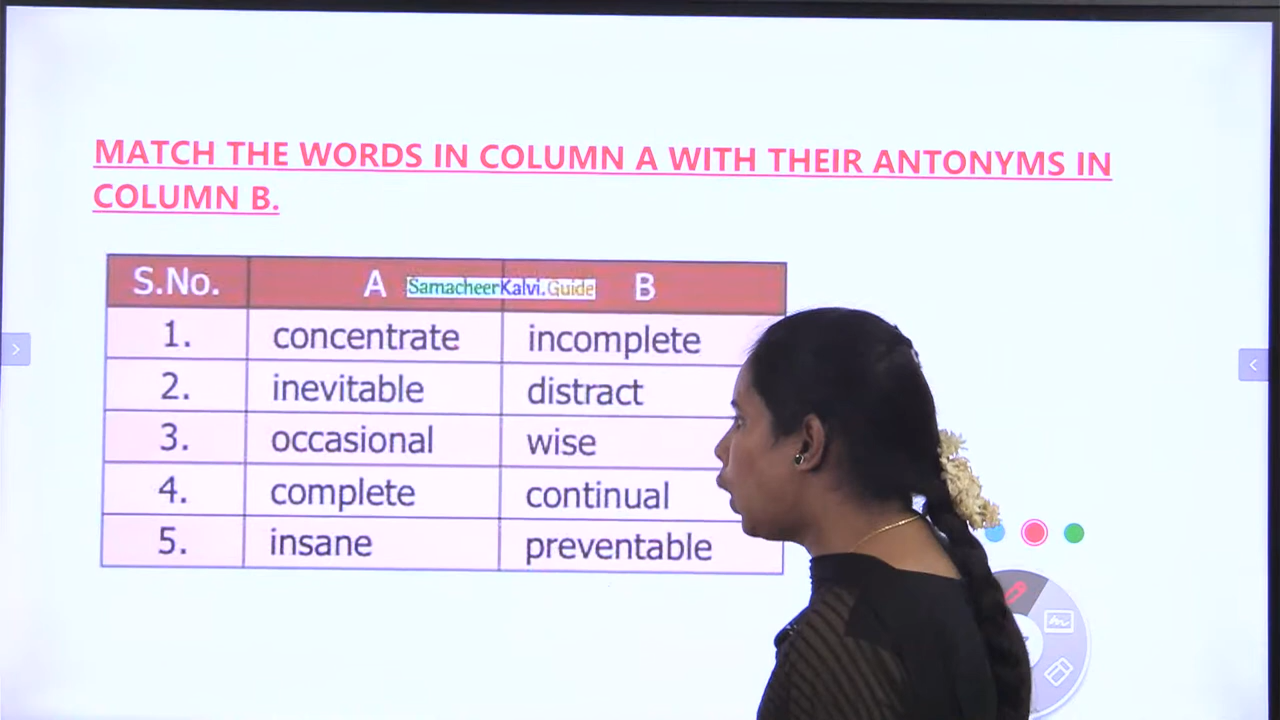 MATCH THE WORDS IN COLUMN A WITH THEIR ANTONYMS IN
COLUMN B.
S.No. A SamacheerKalvi.Guide B
1. concentrate incomplete
2. inevitable distract
3. occasional wise
4. complete continual
5. insane preventable